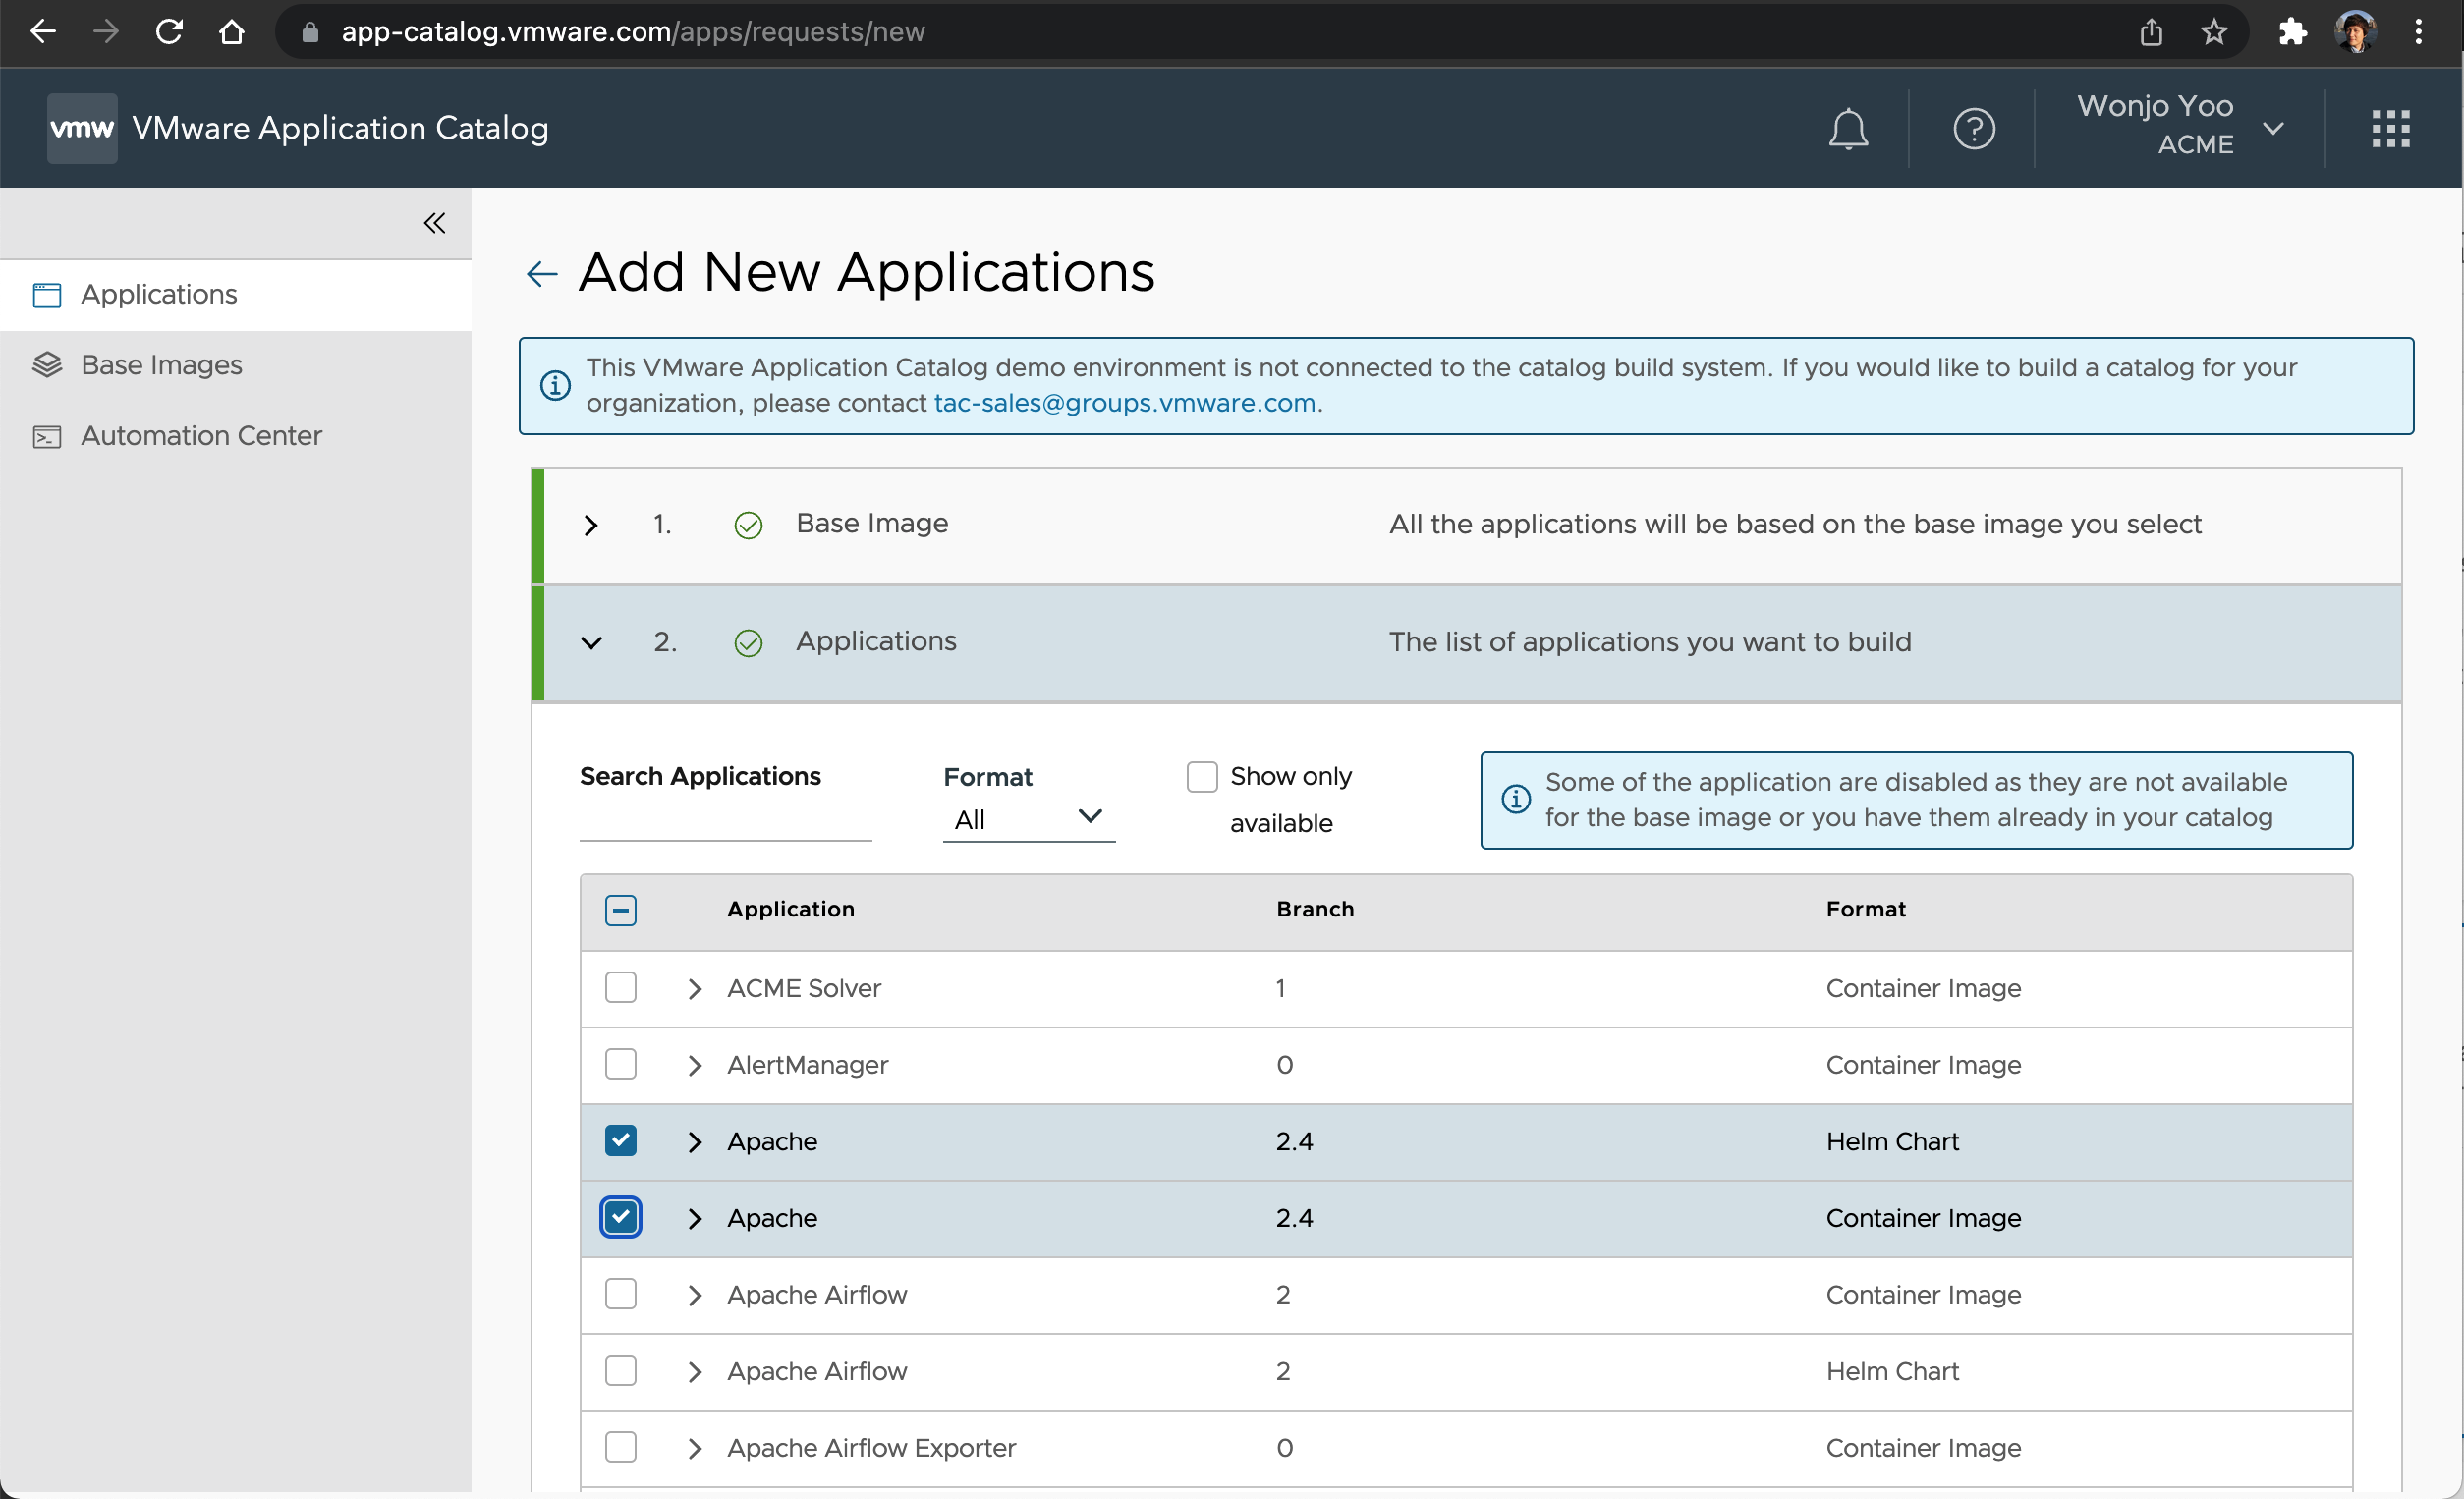 app-catalog.vmware.com/apps/requests/new
vmw VMware Application Catalog
Wonjo Yoo
ACME
Applications
Base Images
Automation Center
Add New Applications
This VMware Application Catalog demo environment is not connected to the catalog build system. If you would like to build a catalog for your
organization, please contact tac-sales@groups.vmware.com.
1. Base Image All the applications will be based on the base image you select
2. Applications The list of applications you want to build
Search Applications
Format
All
Show only
available
Some of the application are disabled as they are not available
for the base image or you have them already in your catalog
Application Branch Format
ACME Solver 1 Container Image
AlertManager 0 Container Image
Apache 2.4 Helm Chart
Apache 2.4 Container Image
Apache Airflow 2 Container Image
Apache Airflow 2 Helm Chart
Apache Airflow Exporter 0 Container Image